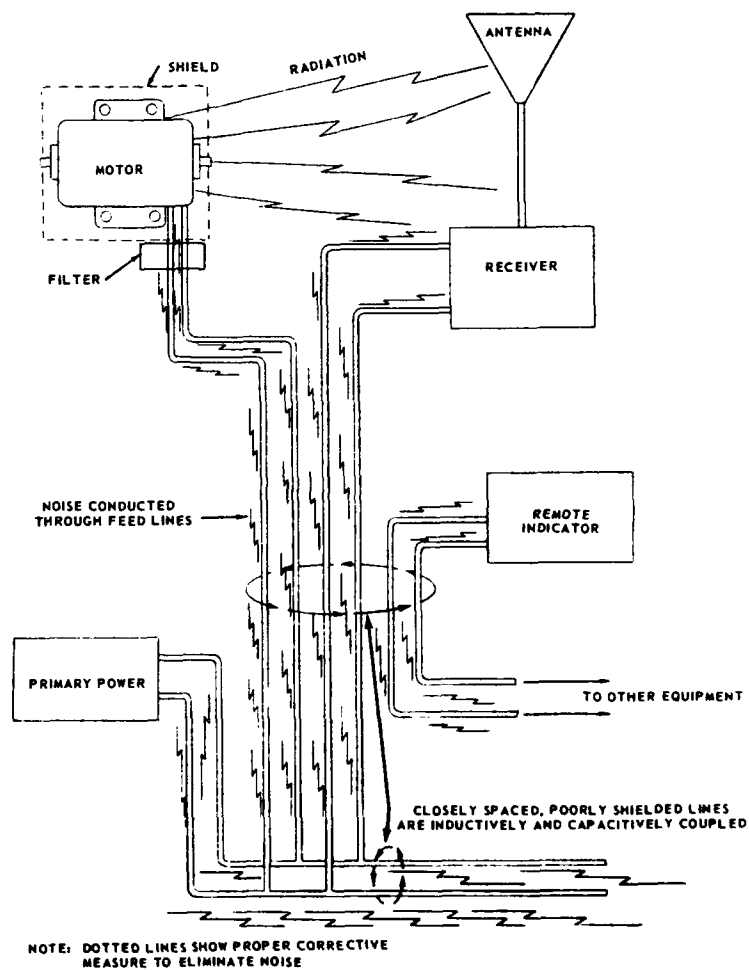 ANTENNA
SHIELD
RADIATION
MOTOR
FILTER
RECEIVER
NOISE CONDUCTED
THROUGH FEED LINES
REMOTE
INDICATOR
PRIMARY POWER
TO OTHER EQUIPMENT
CLOSELY SPACED, POORLY SHIELDED LINES
ARE INDUCTIVELY AND CAPACITIVELY COUPLED
NOTE: DOTTED LINES SHOW PROPER CORRECTIVE
MEASURE TO ELIMINATE NOISE